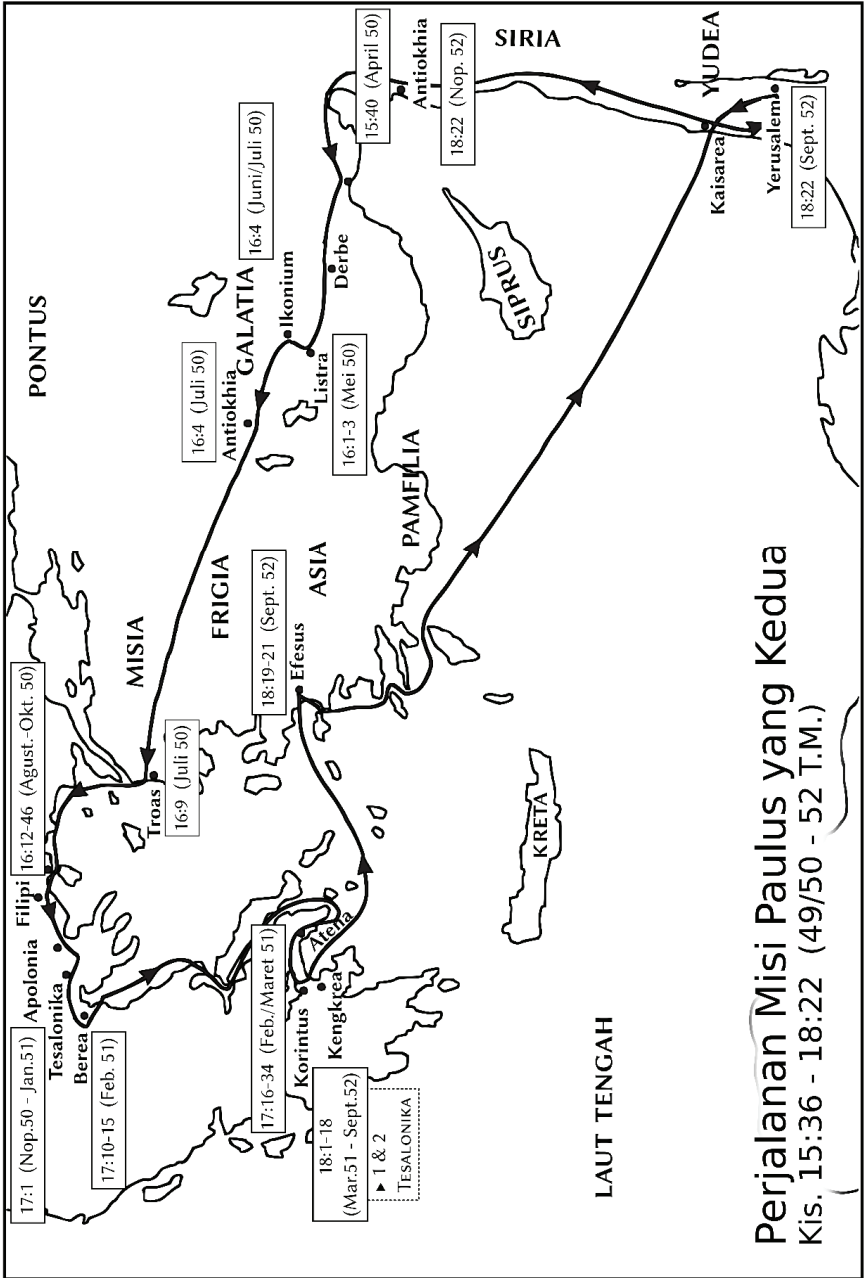 PONTUS
MISIA
FRIGIA
GALATIA
ASIA
PAMFILIA
SIRIA
YUDEA
SIPRUS
KRETA
LAUT TENGAH
17:1 (Nop.50 - Jan.51)
Apolonia
Filipi
16:12-46 (Agust.-Okt. 50)
Tesalonika
Berea
17:10-15 (Feb. 51)
Troas
16:9 (Juli 50)
16:4 (Juli 50)
Antiokhia
16:4 (Juni/Juli 50)
Ikonium
Listra
16:1-3 (Mei 50)
Derbe
15:40 (April 50)
Antiokhia
18:22 (Nop. 52)
17:16-34 (Feb./Maret 51)
Atena
Korintus
Kengkrea
18:1-18
(Mar.51 - Sept.52)
► 1 & 2
TESALONIKA
18:19-21 (Sept. 52)
Efesus
Kaisarea
Yerusalem
18:22 (Sept. 52)
Perjalanan Misi Paulus yang Kedua
Kis. 15:36 - 18:22 (49/50 - 52 T.M.)